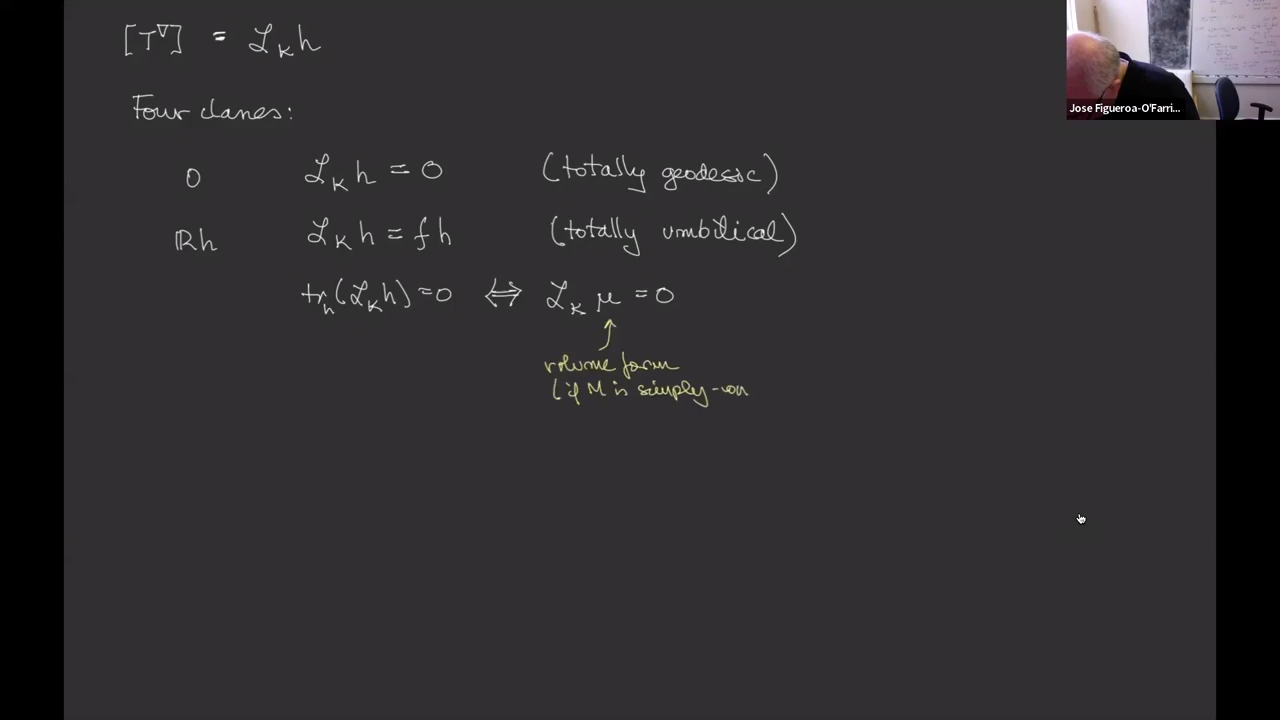 [T^∇] = ℒ_K h
Four classes:
0 ℒ_K h = 0 (totally geodesic)
ℝh ℒ_K h = f h (totally umbilical)
tr_h(ℒ_K h) = 0 ⇔ ℒ_K μ = 0
volume form
(if M is simply-con
Jose Figueroa-O'Farri...